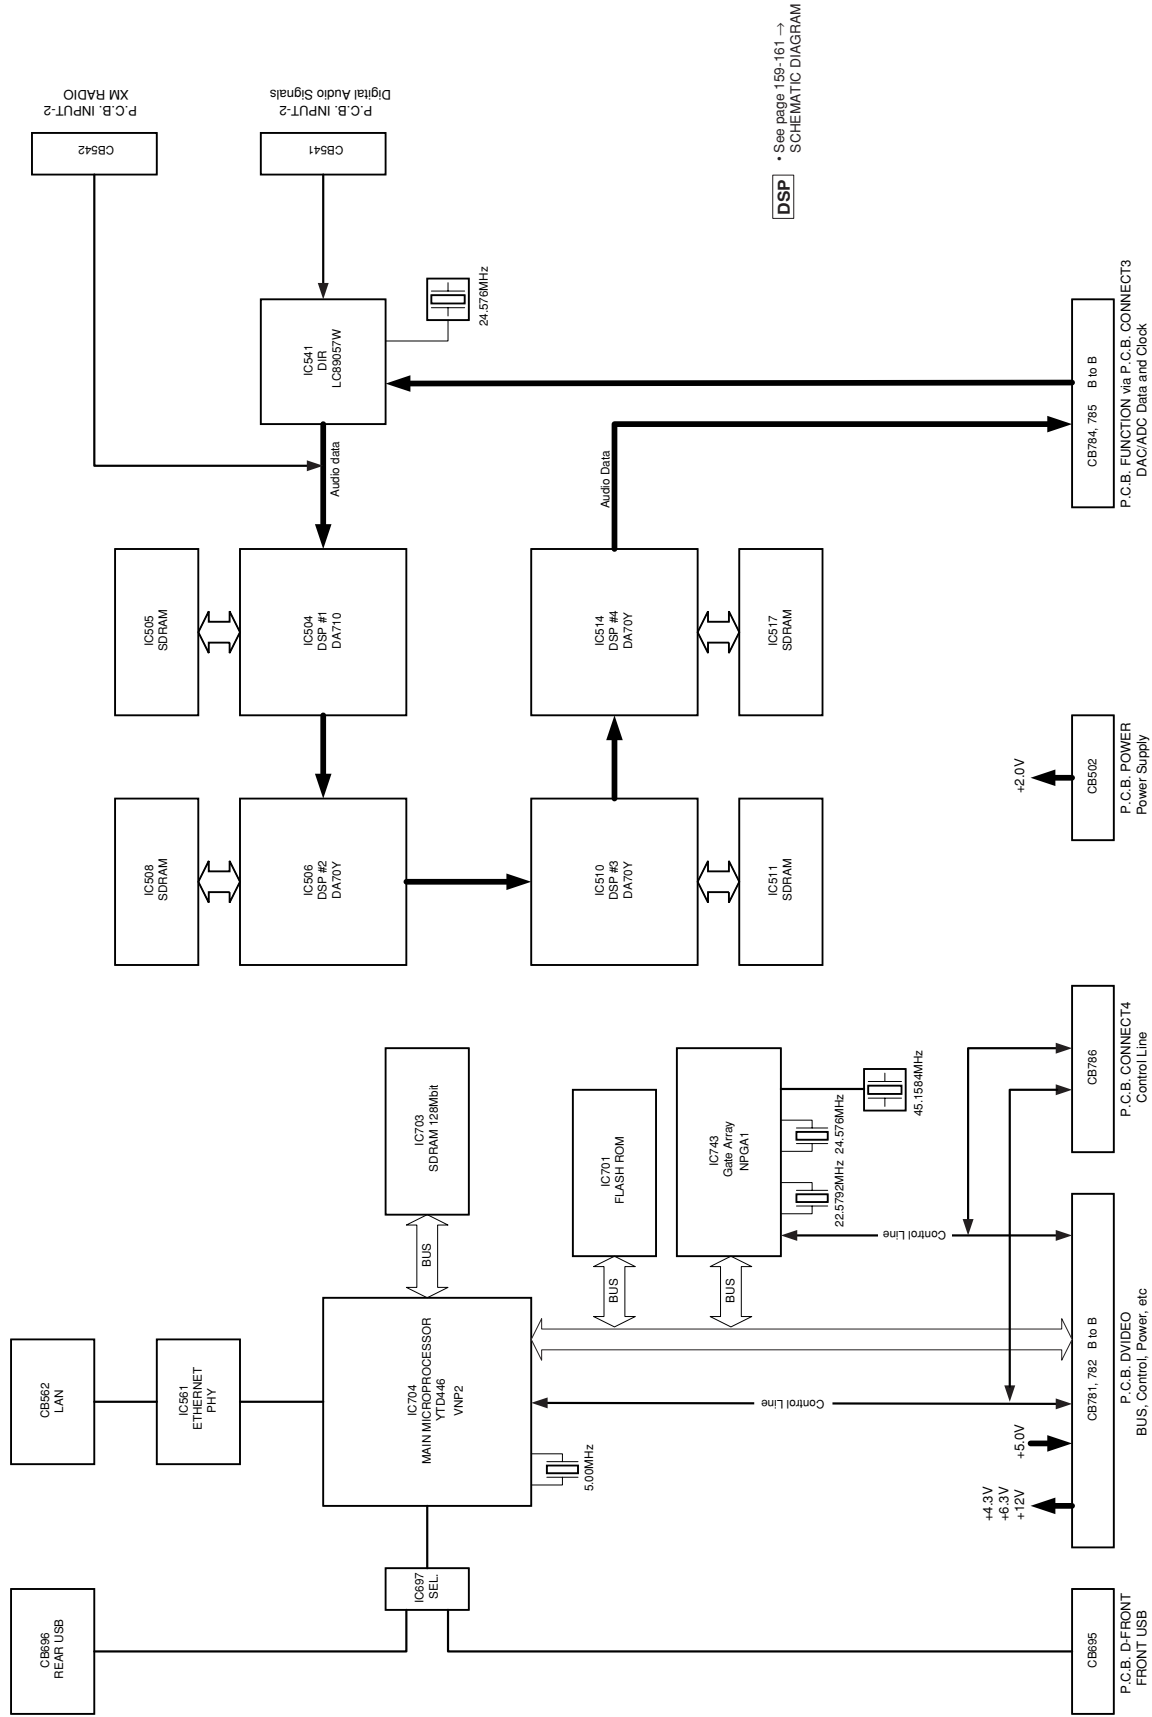 CB696
REAR USB
CB562
LAN
IC561
ETHERNET
PHY
IC697
SEL.
IC704
MAIN MICROPROCESSOR
YTD446
VNP2
5.00MHz
BUS
IC703
SDRAM 128Mbit
BUS
IC701
FLASH ROM
BUS
IC743
Gate Array
NPGA1
22.5792MHz
24.576MHz
45.1584MHz
Control Line
Control Line
+4.3V
+6.3V
+12V
+5.0V
CB695
P.C.B. D-FRONT
FRONT USB
CB781, 782 B to B
P.C.B. DVIDEO
BUS, Control, Power, etc
CB786
P.C.B. CONNECT4
Control Line
IC508
SDRAM
IC506
DSP #2
DA70Y
IC510
DSP #3
DA70Y
IC511
SDRAM
IC505
SDRAM
IC504
DSP #1
DA710
IC514
DSP #4
DA70Y
IC517
SDRAM
+2.0V
CB502
P.C.B. POWER
Power Supply
Audio data
Audio Data
IC541
DIR
LC89057W
24.576MHz
CB542
P.C.B. INPUT-2
XM RADIO
CB541
P.C.B. INPUT-2
Digital Audio Signals
CB784, 785 B to B
P.C.B. FUNCTION via P.C.B. CONNECT3
DAC/ADC Data and Clock
DSP
• See page 159-161 →
SCHEMATIC DIAGRAM